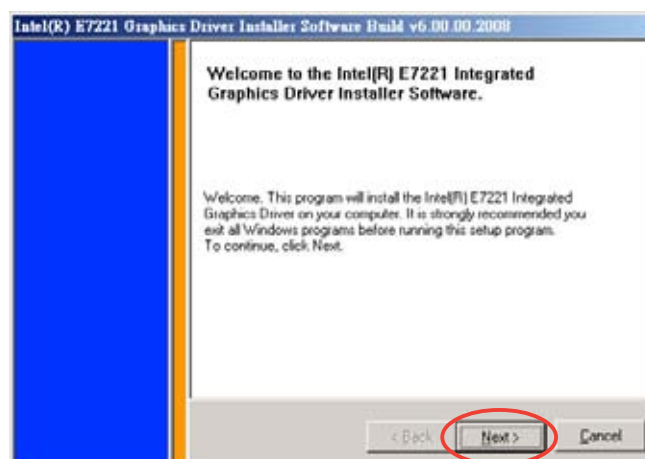 Intel(R) E7221 Graphics Driver Installer Software Build v6.00.00.2008
Welcome to the Intel(R) E7221 Integrated
Graphics Driver Installer Software.
Welcome. This program will install the Intel(R) E7221 Integrated
Graphics Driver on your computer. It is strongly recommended you
exit all Windows programs before running this setup program.
To continue, click Next.
< Back
Next >
Cancel